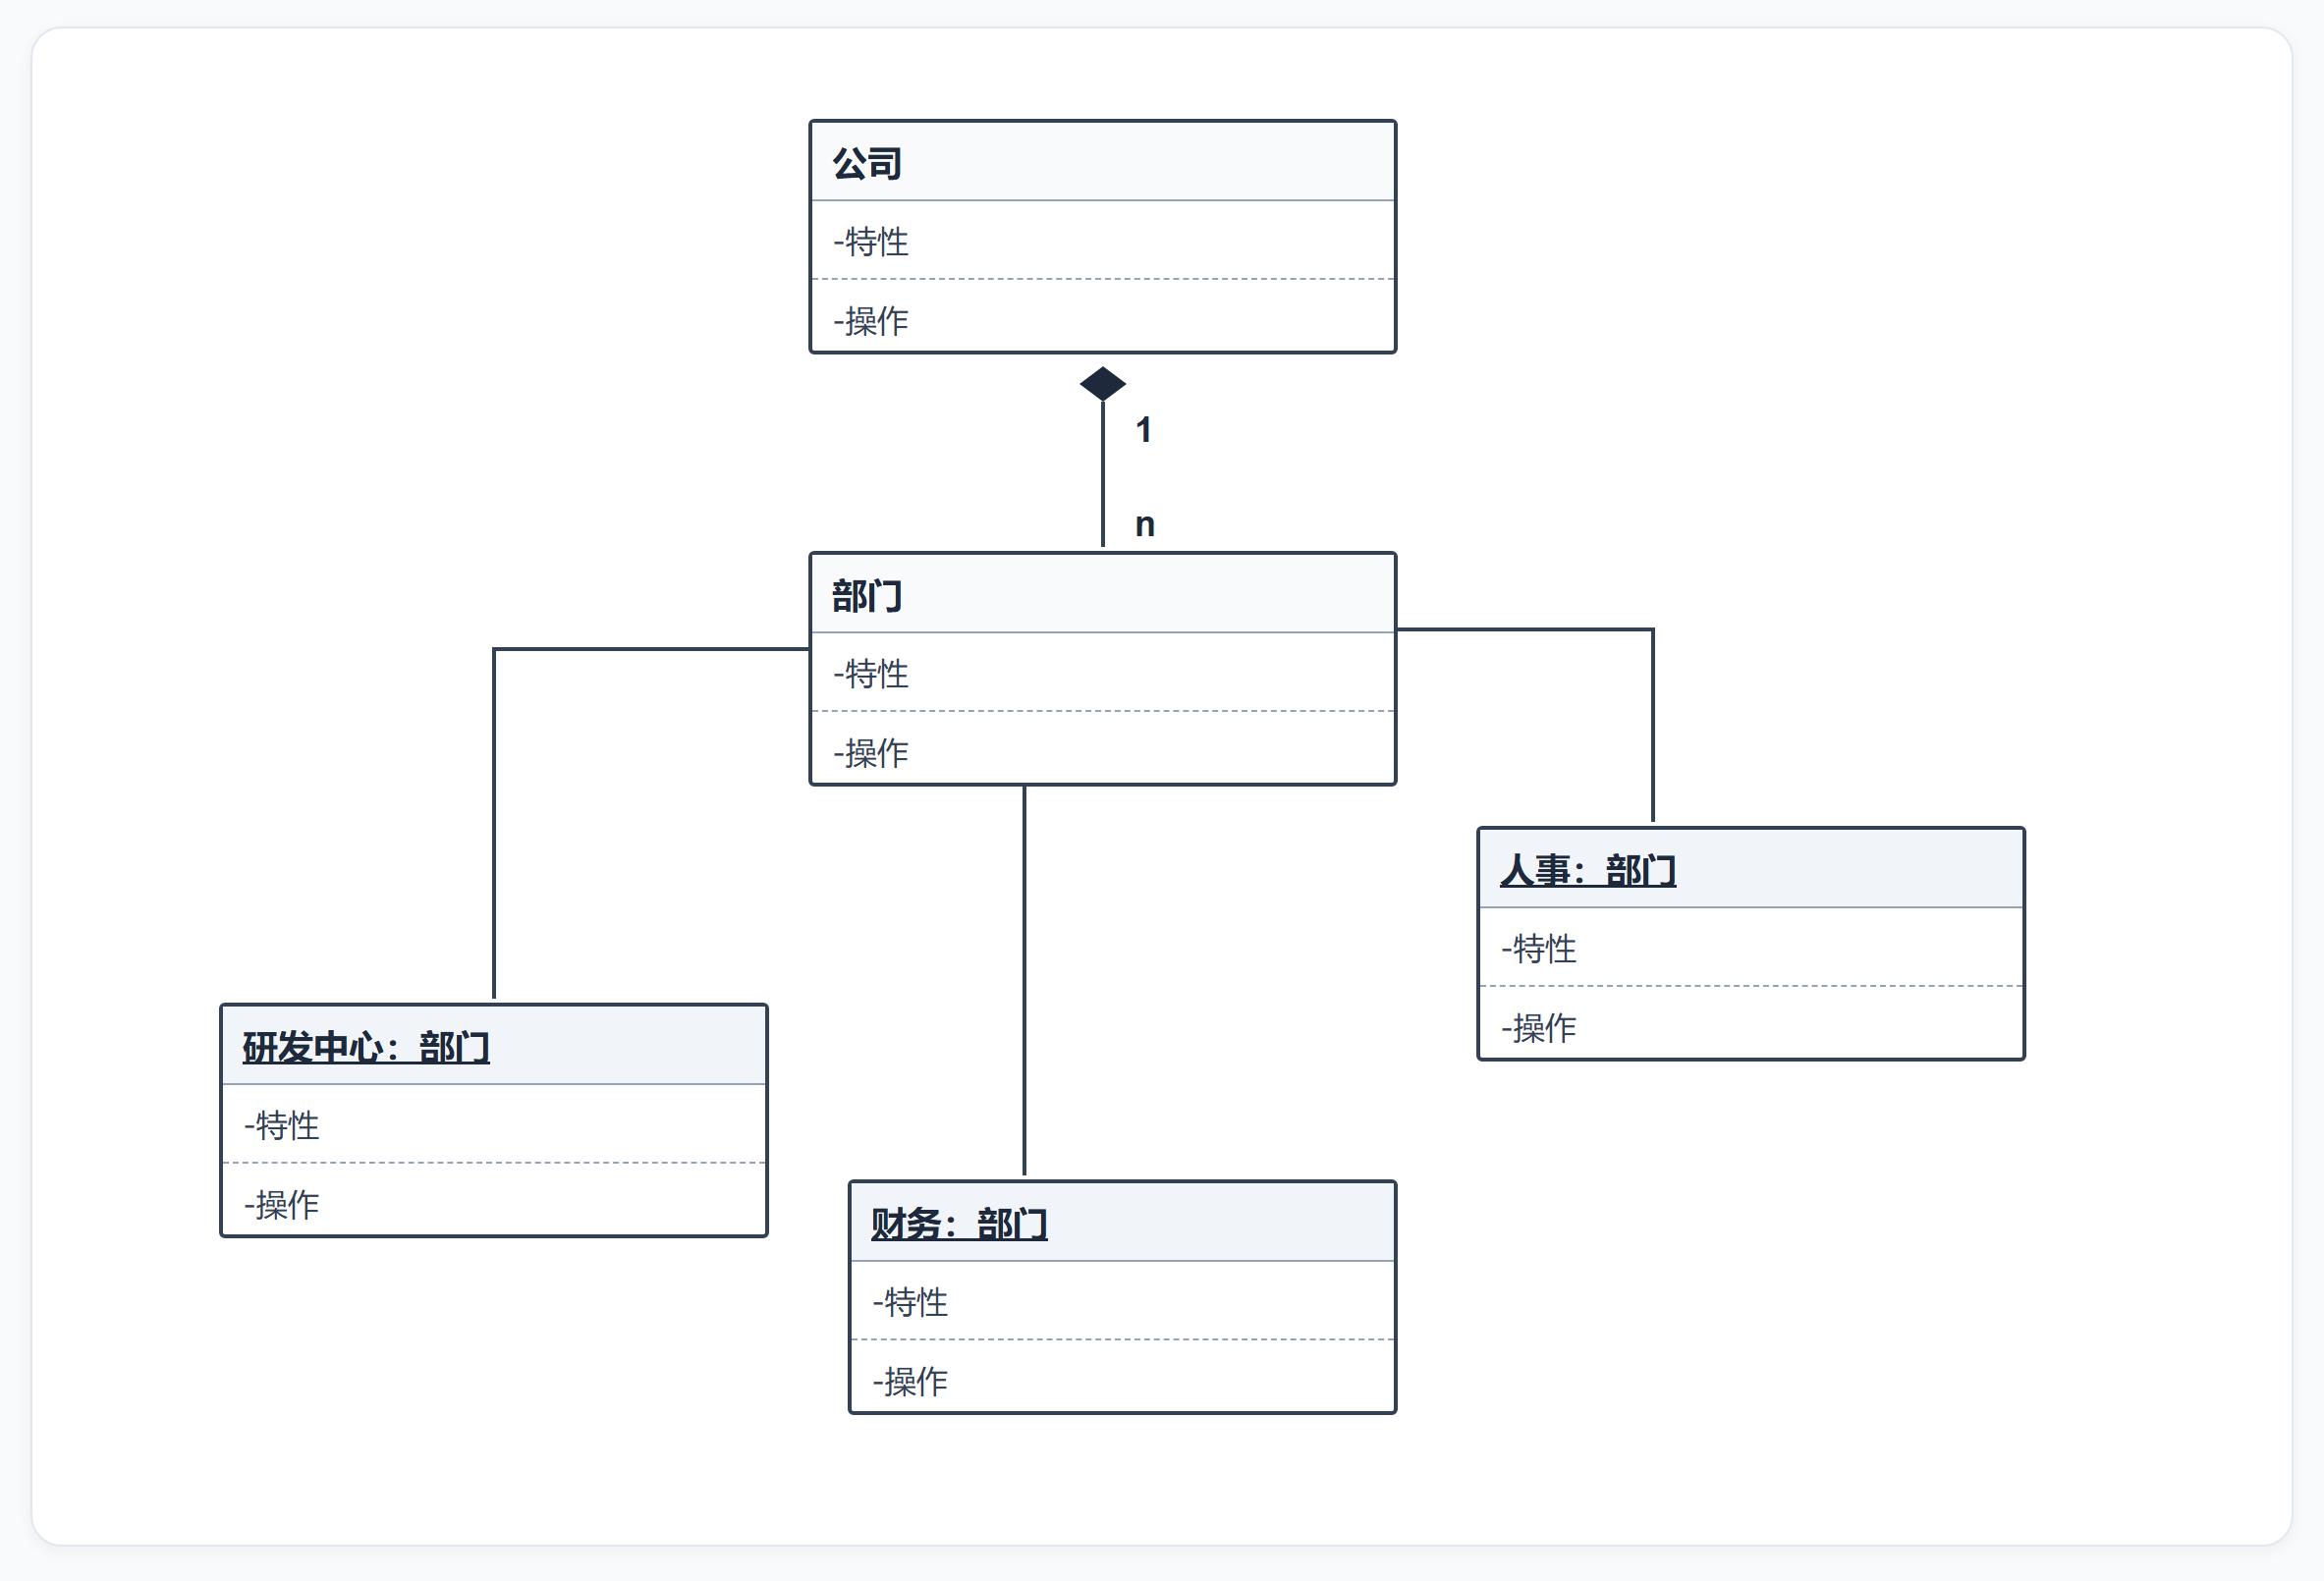 公司
-特性
-操作
1
n
部门
-特性
-操作
人事：部门
-特性
-操作
研发中心：部门
-特性
-操作
财务：部门
-特性
-操作